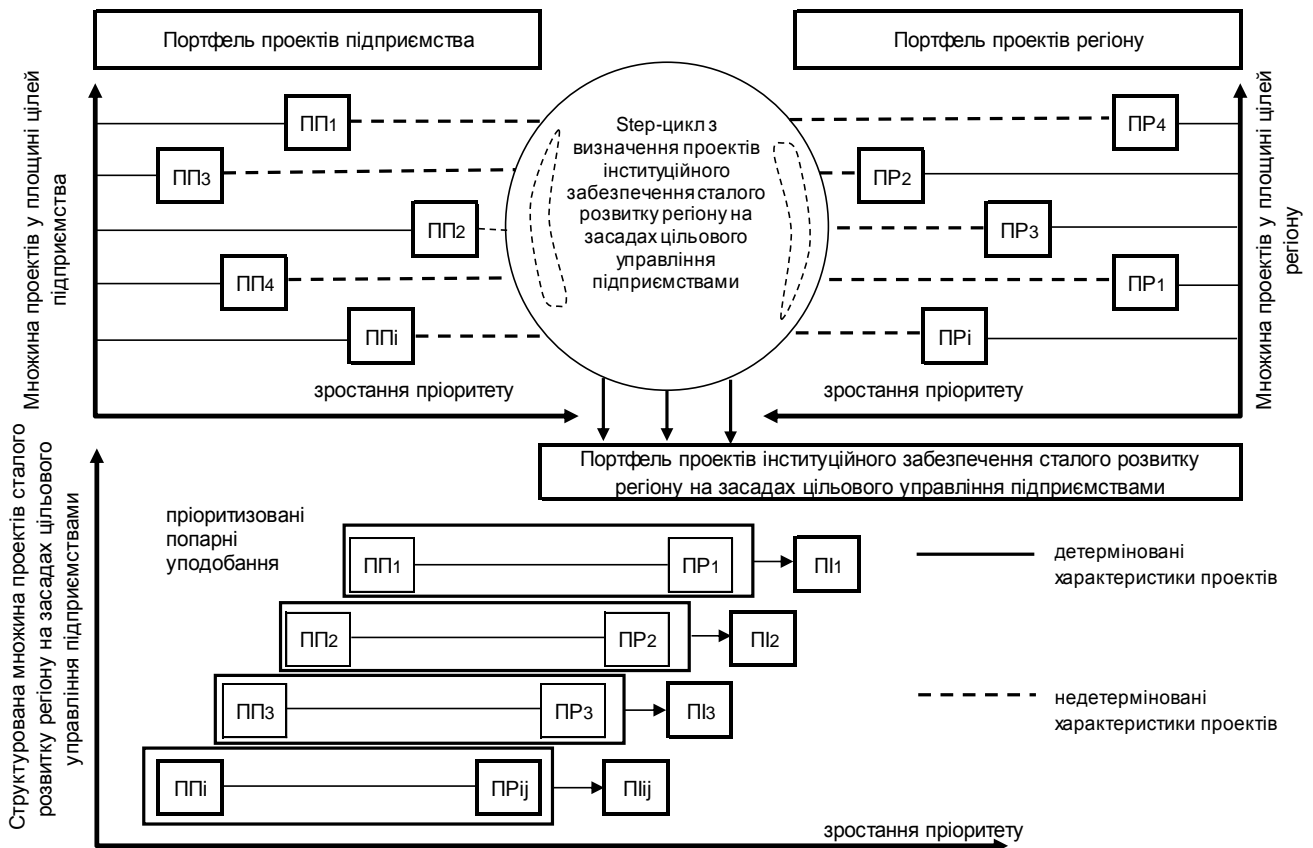 Портфель проектів підприємства
Портфель проектів регіону
Множина проектів у площині цілей
підприємства
ПП1
ПП3
ПП2
ПП4
ППi
зростання пріоритету
Step-цикл з
визначення проектів
інституційного
забезпечення сталого
розвитку регіону на
засадах цільового
управління
підприємствами
ПР4
ПР2
ПР3
ПР1
ПРi
зростання пріоритету
Множина проектів у площині цілей
регіону
Портфель проектів інституційного забезпечення сталого розвитку
регіону на засадах цільового управління підприємствами
Структурована множина проектів сталого
розвитку регіону на засадах цільового
управління підприємствами
пріоритизовані
попарні
уподобання
ПП1
ПР1
ПІ1
ПП2
ПР2
ПІ2
ПП3
ПР3
ПІ3
ППi
ПРij
ПІij
детерміновані
характеристики проектів
недетерміновані
характеристики проектів
зростання пріоритету